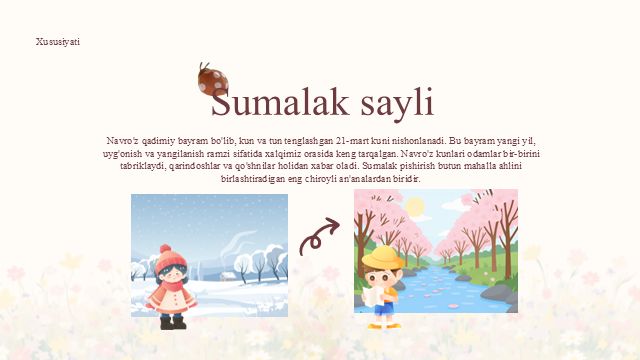 Xususiyati
Sumalak sayli
Navro'z qadimiy bayram bo'lib, kun va tun tenglashgan 21-mart kuni nishonlanadi. Bu bayram yangi yil,
uyg'onish va yangilanish ramzi sifatida xalqimiz orasida keng tarqalgan. Navro'z kunlari odamlar bir-birini
tabriklaydi, qarindoshlar va qo'shnilar holidan xabar oladi. Sumalak pishirish butun mahalla ahlini
birlashtiradigan eng chiroyli an'analardan biridir.